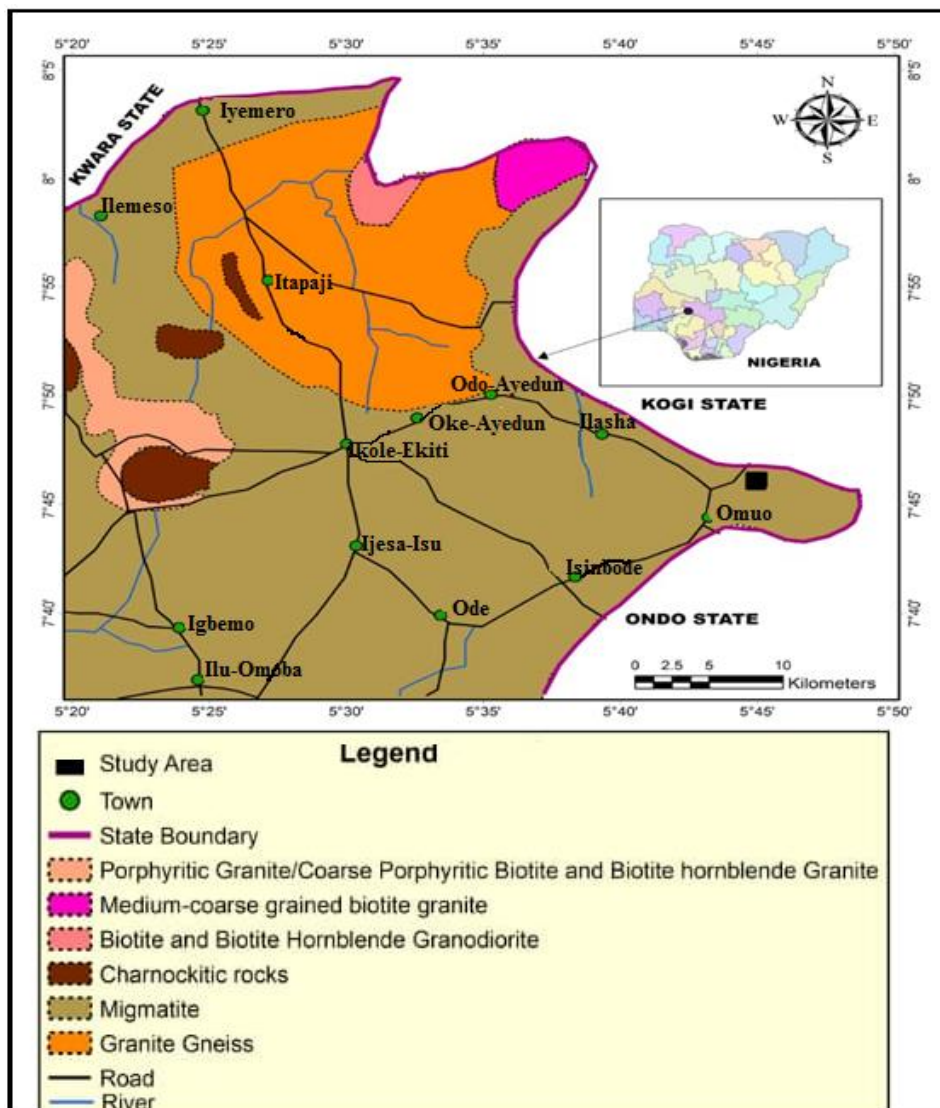 5°20' 5°25' 5°30' 5°35' 5°40' 5°45' 5°50'
8°5' 8°5'
Iyemero
N
W E
S
KWARA STATE
8° 8°
Ilemeso
7°55' 7°55'
Itapaji
NIGERIA
7°50' 7°50'
Odo-Ayedun
KOGI STATE
Oke-Ayedun
Ilasha
Ikole-Ekiti
7°45' 7°45'
Omuo
Ijesa-Isu
Isinbode
7°40' 7°40'
Ode
ONDO STATE
Igbemo
Ilu-Omoba
0 2.5 5 10
Kilometers
5°20' 5°25' 5°30' 5°35' 5°40' 5°45' 5°50'
Legend
Study Area
Town
State Boundary
Porphyritic Granite/Coarse Porphyritic Biotite and Biotite hornblende Granite
Medium-coarse grained biotite granite
Biotite and Biotite Hornblende Granodiorite
Charnockitic rocks
Migmatite
Granite Gneiss
Road
River